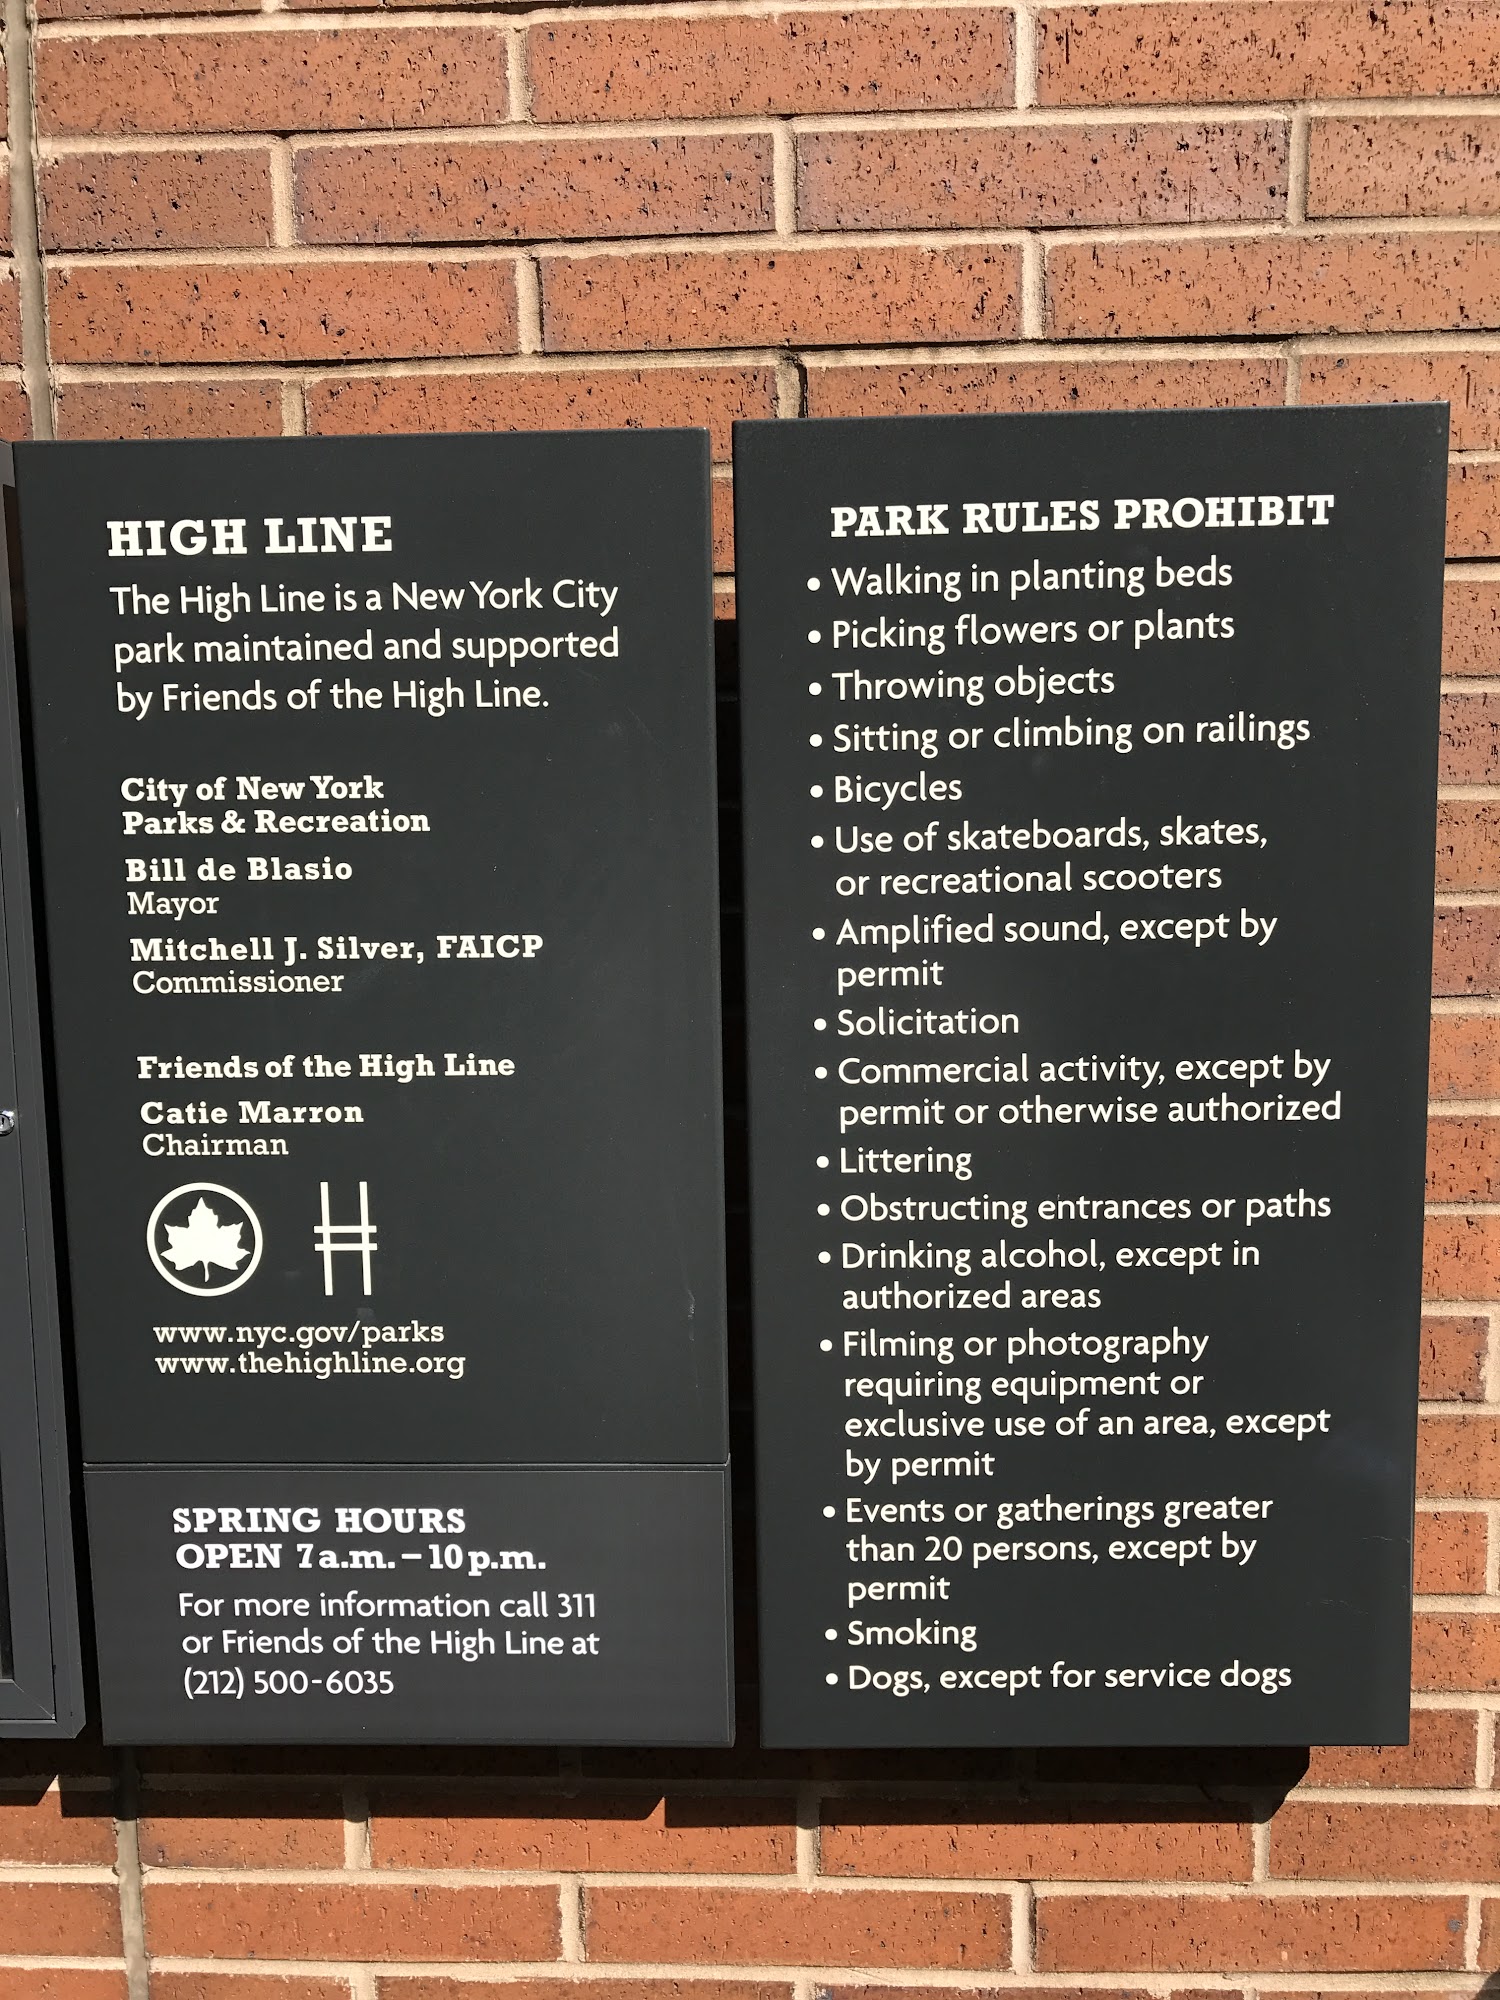 HIGH LINE
The High Line is a New York City
park maintained and supported
by Friends of the High Line.
City of New York
Parks & Recreation
Bill de Blasio
Mayor
Mitchell J. Silver, FAICP
Commissioner
Friends of the High Line
Catie Marron
Chairman
www.nyc.gov/parks
www.thehighline.org
SPRING HOURS
OPEN 7 a.m. – 10 p.m.
For more information call 311
or Friends of the High Line at
(212) 500-6035
PARK RULES PROHIBIT
• Walking in planting beds
• Picking flowers or plants
• Throwing objects
• Sitting or climbing on railings
• Bicycles
• Use of skateboards, skates,
or recreational scooters
• Amplified sound, except by
permit
• Solicitation
• Commercial activity, except by
permit or otherwise authorized
• Littering
• Obstructing entrances or paths
• Drinking alcohol, except in
authorized areas
• Filming or photography
requiring equipment or
exclusive use of an area, except
by permit
• Events or gatherings greater
than 20 persons, except by
permit
• Smoking
• Dogs, except for service dogs